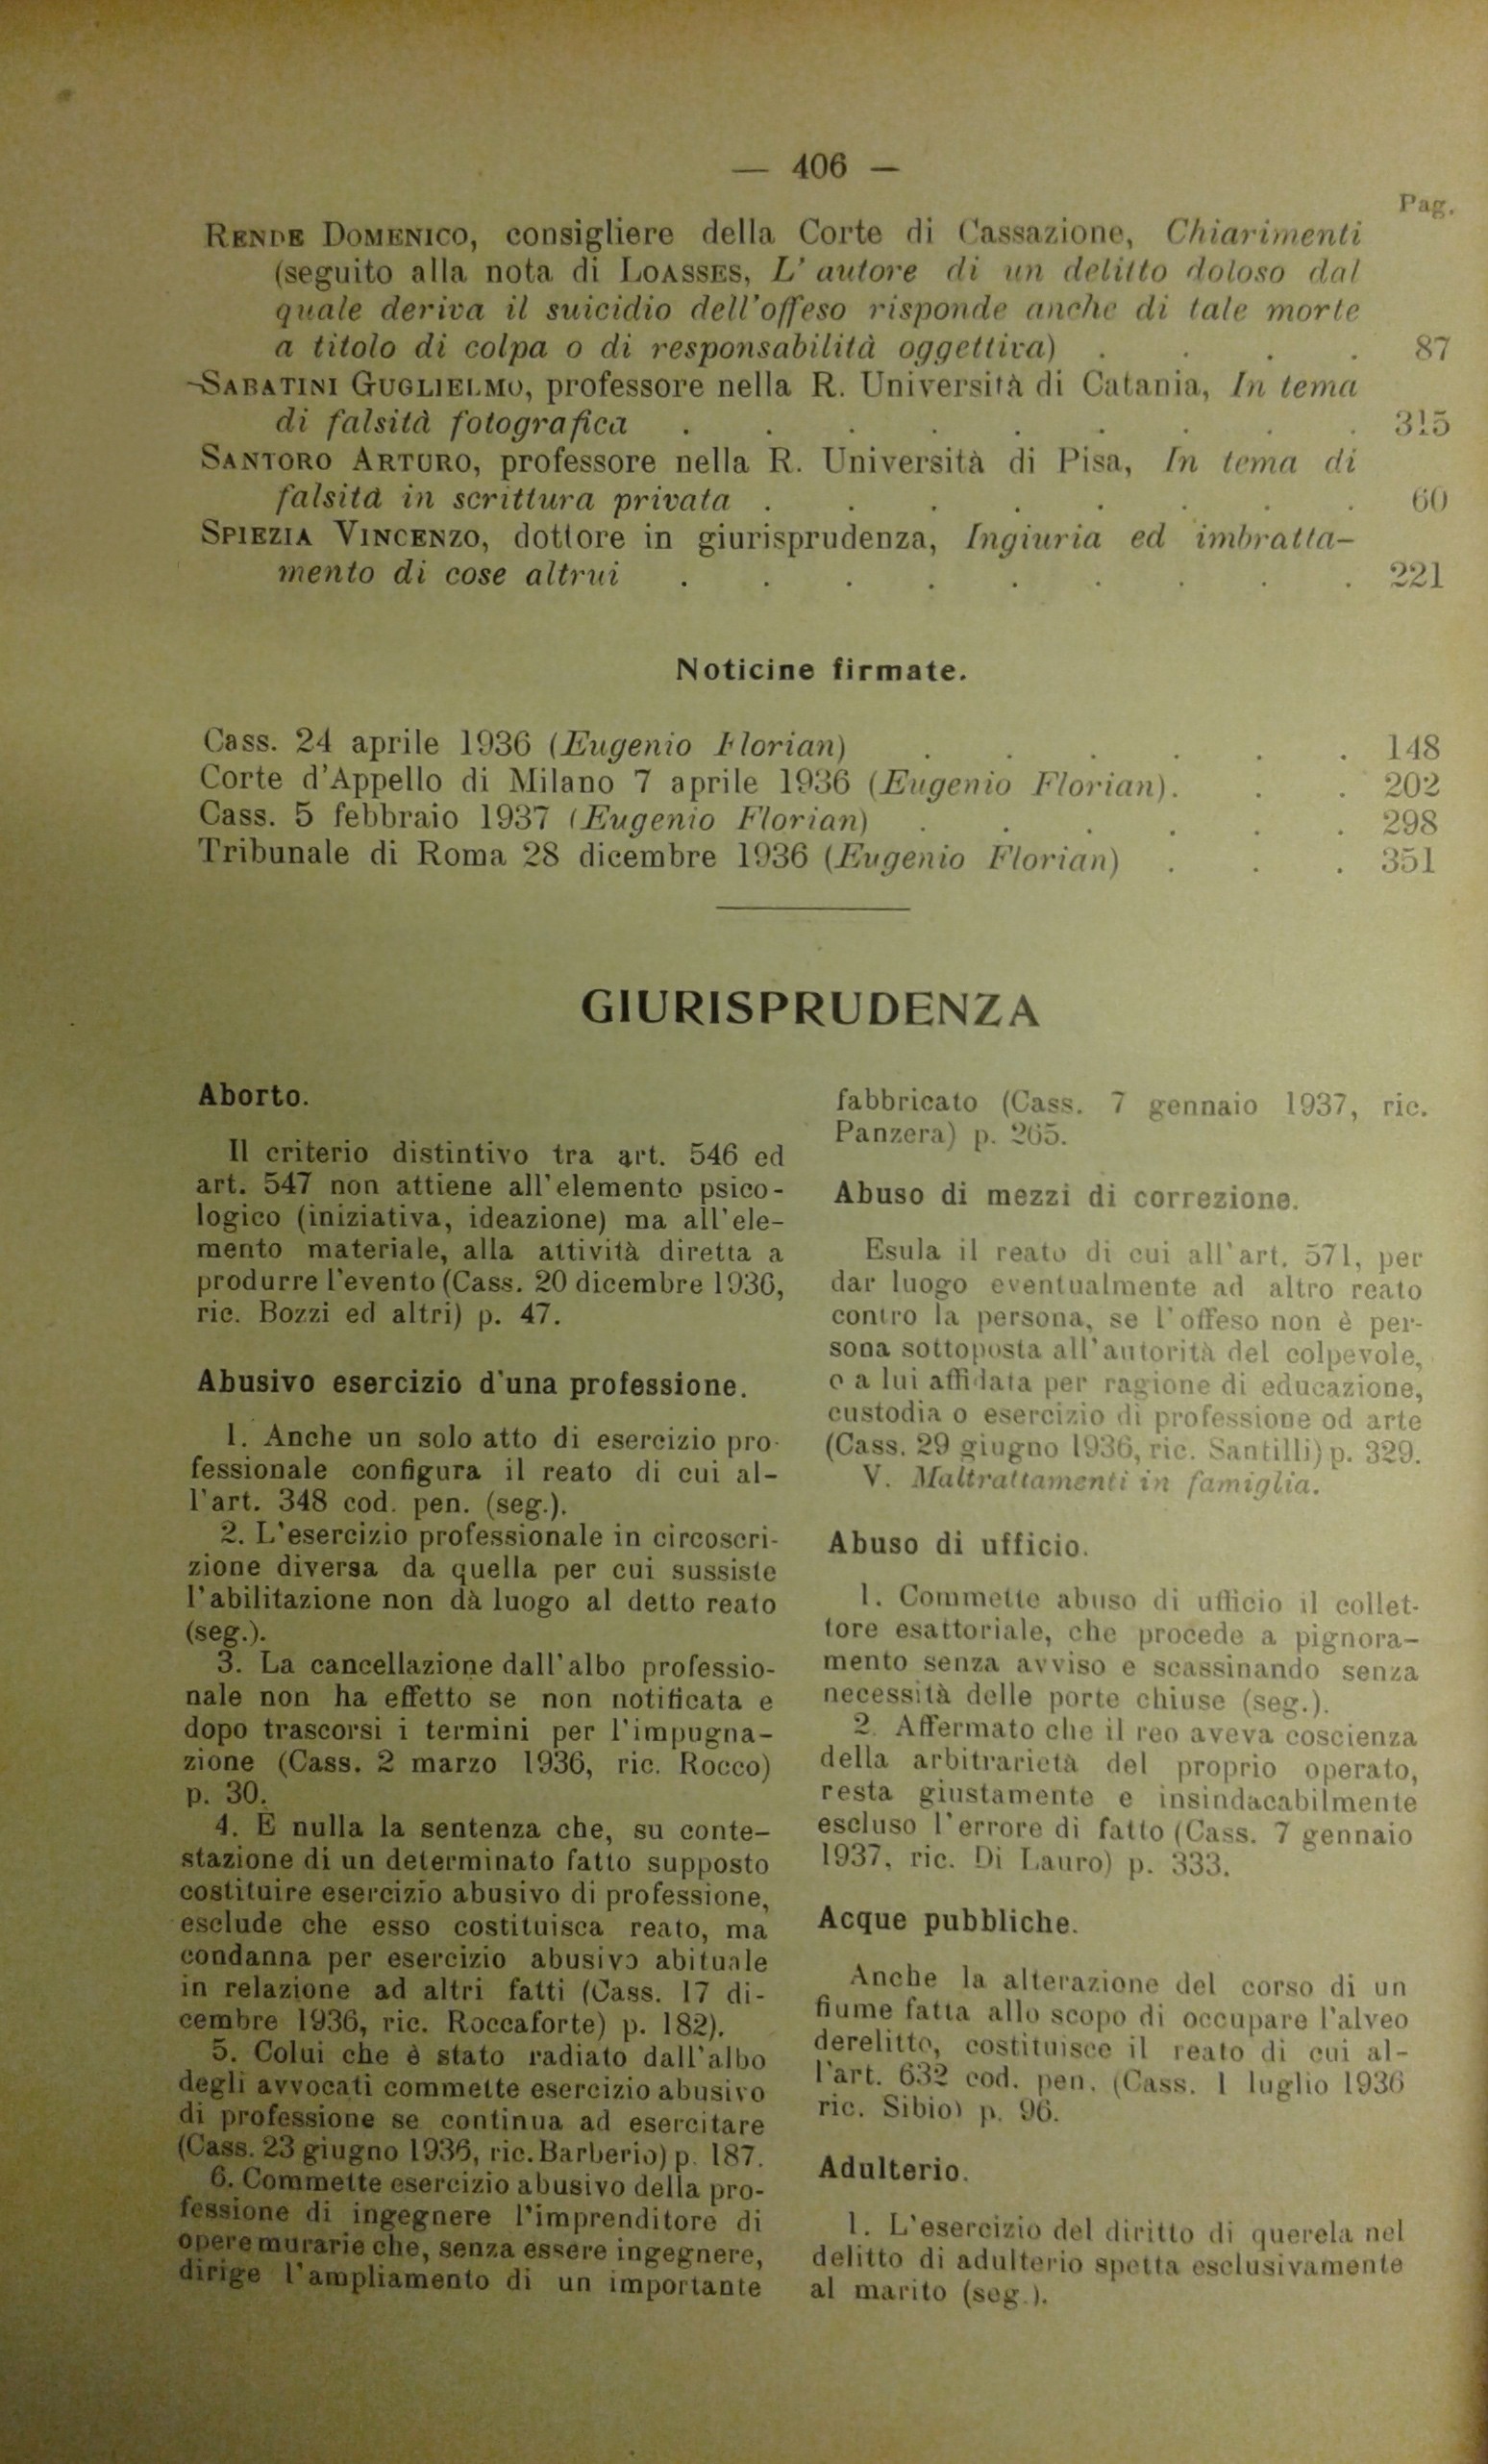 — 406 —
Pag.
RENDE DOMENICO, consigliere della Corte di Cassazione, Chiarimenti
(seguito alla nota di LOASSES, L' autore di un delitto doloso dal
quale deriva il suicidio dell'offeso risponde anche di tale morte
a titolo di colpa o di responsabilità oggettiva) . . . . 87
SABATINI GUGLIELMO, professore nella R. Università di Catania, In tema
di falsità fotografica . . . . . . . . . 315
SANTORO ARTURO, professore nella R. Università di Pisa, In tema di
falsità in scrittura privata . . . . . . . . 60
SPIEZIA VINCENZO, dottore in giurisprudenza, Ingiuria ed imbratta-
mento di cose altrui . . . . . . . . . 221
Noticine firmate.
Cass. 24 aprile 1936 (Eugenio Florian) . . . . . . 148
Corte d'Appello di Milano 7 aprile 1936 (Eugenio Florian). . . 202
Cass. 5 febbraio 1937 (Eugenio Florian) . . . . . . 298
Tribunale di Roma 28 dicembre 1936 (Eugenio Florian) . . . 351
GIURISPRUDENZA
Aborto.
Il criterio distintivo tra art. 546 ed
art. 547 non attiene all'elemento psico-
logico (iniziativa, ideazione) ma all'ele-
mento materiale, alla attività diretta a
produrre l'evento (Cass. 20 dicembre 1936,
ric. Bozzi ed altri) p. 47.
Abusivo esercizio d'una professione.
1. Anche un solo atto di esercizio pro-
fessionale configura il reato di cui al-
l'art. 348 cod. pen. (seg.).
2. L'esercizio professionale in circoscri-
zione diversa da quella per cui sussiste
l'abilitazione non dà luogo al detto reato
(seg.).
3. La cancellazione dall'albo professio-
nale non ha effetto se non notificata e
dopo trascorsi i termini per l'impugna-
zione (Cass. 2 marzo 1936, ric. Rocco)
p. 30.
4. È nulla la sentenza che, su conte-
stazione di un determinato fatto supposto
costituire esercizio abusivo di professione,
esclude che esso costituisca reato, ma
condanna per esercizio abusivo abituale
in relazione ad altri fatti (Cass. 17 di-
cembre 1936, ric. Roccaforte) p. 182).
5. Colui che è stato radiato dall'albo
degli avvocati commette esercizio abusivo
di professione se continua ad esercitare
(Cass. 23 giugno 1936, ric. Barberio) p. 187.
6. Commette esercizio abusivo della pro-
fessione di ingegnere l'imprenditore di
opere murarie che, senza essere ingegnere,
dirige l'ampliamento di un importante
fabbricato (Cass. 7 gennaio 1937, ric.
Panzera) p. 265.
Abuso di mezzi di correzione.
Esula il reato di cui all'art. 571, per
dar luogo eventualmente ad altro reato
contro la persona, se l'offeso non è per-
sona sottoposta all'autorità del colpevole,
o a lui affidata per ragione di educazione,
custodia o esercizio di professione od arte
(Cass. 29 giugno 1936, ric. Santilli) p. 329.
V. Maltrattamenti in famiglia.
Abuso di ufficio.
1. Commette abuso di ufficio il collet-
tore esattoriale, che procede a pignora-
mento senza avviso e scassinando senza
necessità delle porte chiuse (seg.).
2. Affermato che il reo aveva coscienza
della arbitrarietà del proprio operato,
resta giustamente e insindacabilmente
escluso l'errore di fatto (Cass. 7 gennaio
1937, ric. Di Lauro) p. 333.
Acque pubbliche.
Anche la alterazione del corso di un
fiume fatta allo scopo di occupare l'alveo
derelitto, costituisce il reato di cui al-
l'art. 632 cod. pen. (Cass. 1 luglio 1936
ric. Sibio) p. 96.
Adulterio.
1. L'esercizio del diritto di querela nel
delitto di adulterio spetta esclusivamente
al marito (seg.).